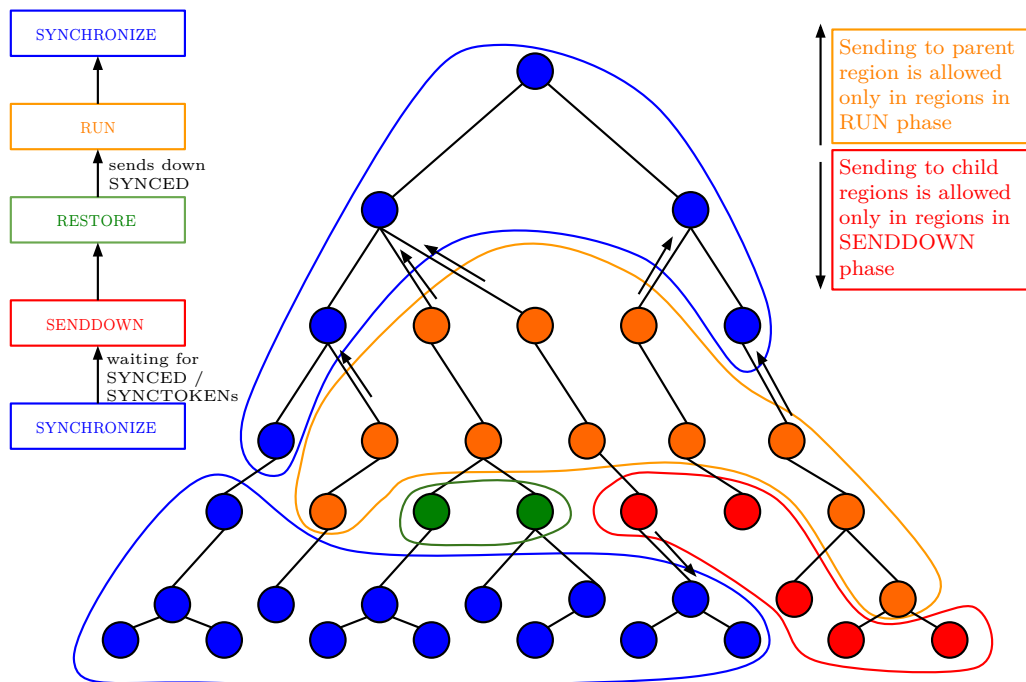 SYNCHRONIZE
RUN
sends down
SYNCED
RESTORE
SENDDOWN
waiting for
SYNCED /
SYNCTOKENs
SYNCHRONIZE
Sending to parent
region is allowed
only in regions in
RUN phase
Sending to child
regions is allowed
only in regions in
SENDDOWN
phase